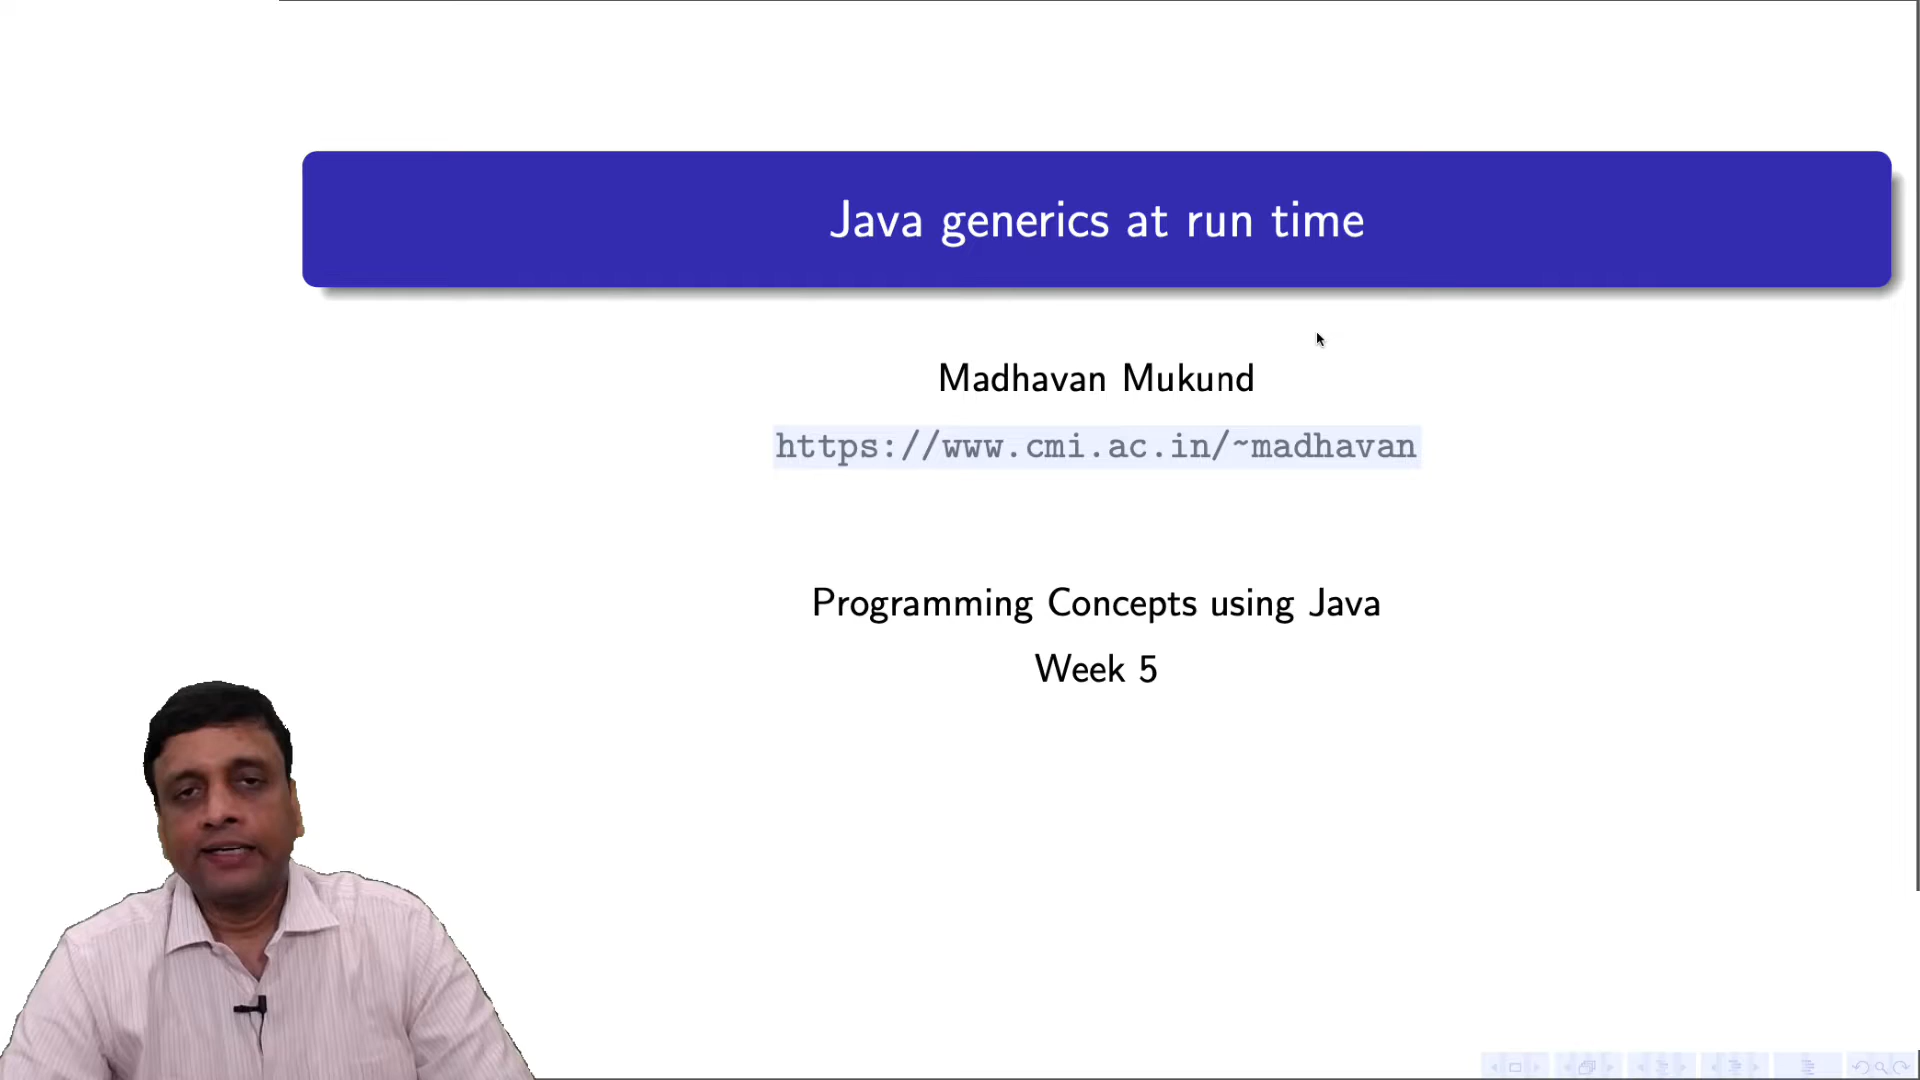 Java generics at run time
Madhavan Mukund
https://www.cmi.ac.in/~madhavan
Programming Concepts using Java
Week 5